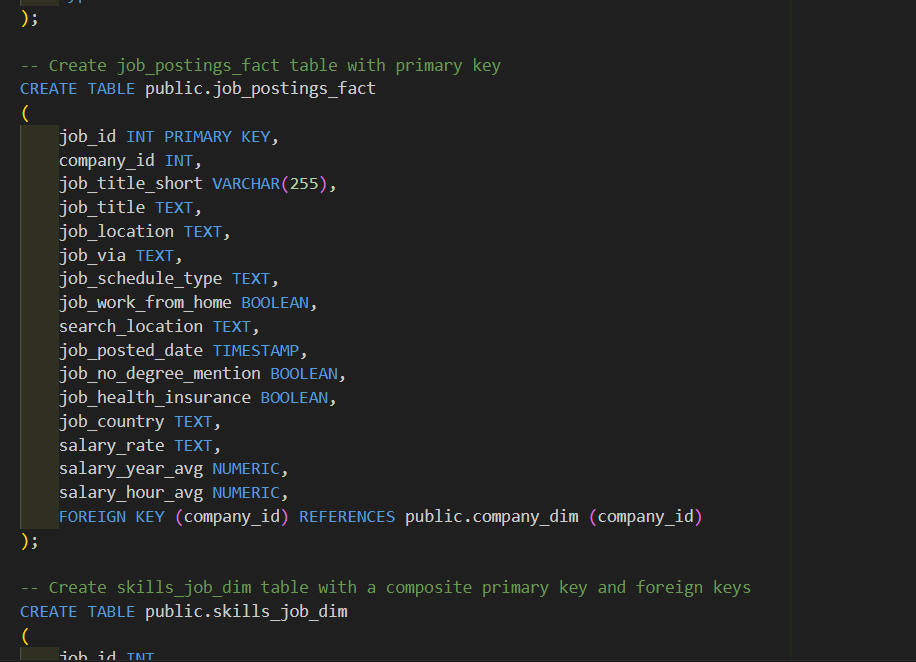 );
-- Create job_postings_fact table with primary key
CREATE TABLE public.job_postings_fact
(
    job_id INT PRIMARY KEY,
    company_id INT,
    job_title_short VARCHAR(255),
    job_title TEXT,
    job_location TEXT,
    job_via TEXT,
    job_schedule_type TEXT,
    job_work_from_home BOOLEAN,
    search_location TEXT,
    job_posted_date TIMESTAMP,
    job_no_degree_mention BOOLEAN,
    job_health_insurance BOOLEAN,
    job_country TEXT,
    salary_rate TEXT,
    salary_year_avg NUMERIC,
    salary_hour_avg NUMERIC,
    FOREIGN KEY (company_id) REFERENCES public.company_dim (company_id)
);
-- Create skills_job_dim table with a composite primary key and foreign keys
CREATE TABLE public.skills_job_dim
(
    job_id INT